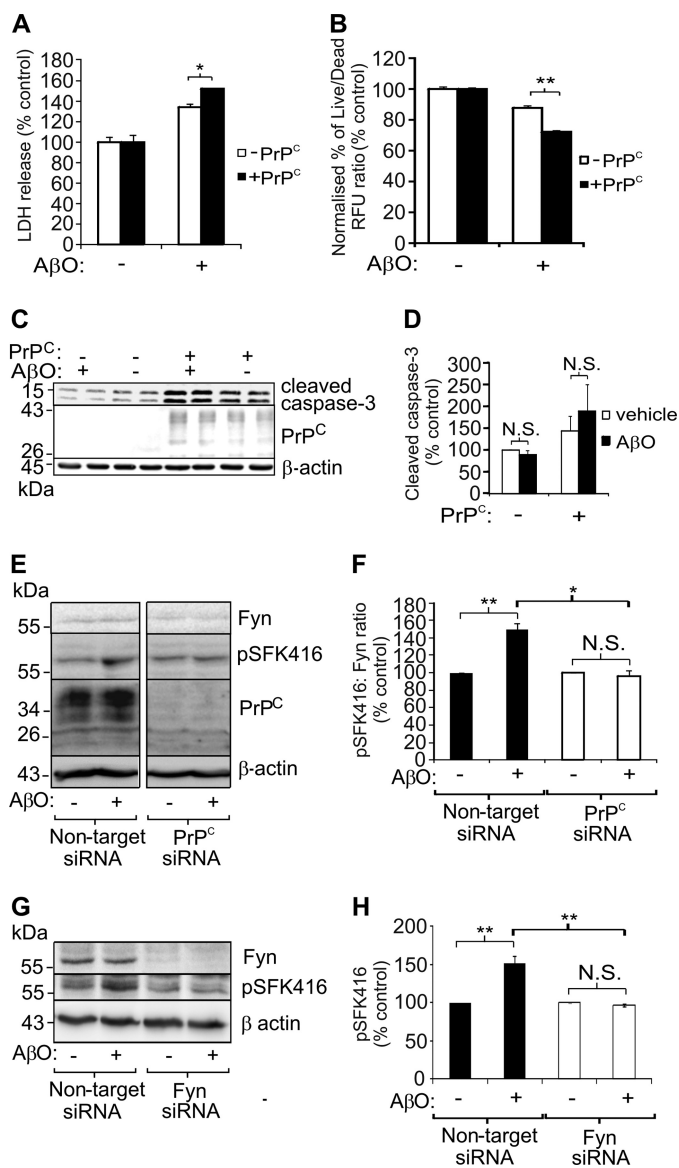 A
LDH release (% control)
180
160
140
120
100
80
60
40
20
0
*
-PrPC
+PrPC
AβO: - +
B
Normalised % of Live/Dead
RFU ratio (% control)
120
100
80
60
40
20
0
**
-PrPC
+PrPC
AβO: - +
C
PrPC: - - + +
AβO: + - + -
15
43
26
45
kDa
cleaved
caspase-3
PrPC
β-actin
D
Cleaved caspase-3
(% control)
300
250
200
150
100
50
0
N.S.
N.S.
vehicle
AβO
PrPC: - +
E
kDa
55
55
34
26
43
Fyn
pSFK416
PrPC
β-actin
AβO: - + - +
Non-target
siRNA
PrPC
siRNA
F
pSFK416: Fyn ratio
(% control)
180
160
140
120
100
80
60
40
20
0
**
*
N.S.
AβO: - + - +
Non-target
siRNA
PrPC
siRNA
G
kDa
55
55
43
Fyn
pSFK416
β actin
AβO: - + - +
Non-target
siRNA
Fyn
siRNA
-
H
pSFK416
(% control)
200
150
100
50
0
**
**
N.S.
AβO: - + - +
Non-target
siRNA
Fyn
siRNA